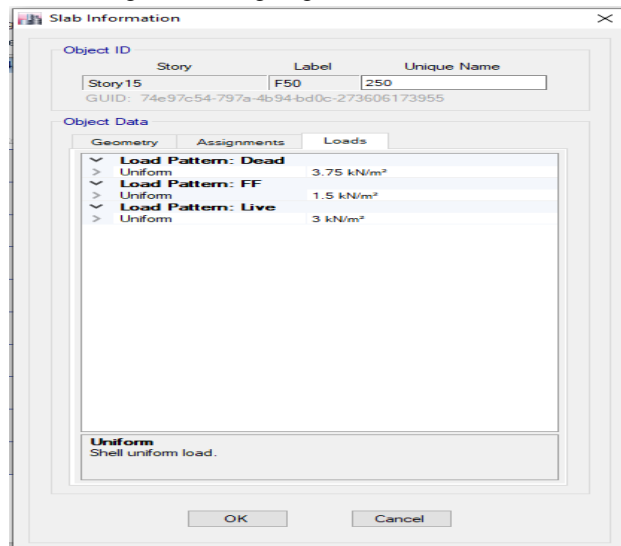 Slab Information
Object ID
Story Label Unique Name
Story15 F50 250
GUID: 74e97c54-797a-4b94-bd0c-273606173955
Object Data
Geometry Assignments Loads
Load Pattern: Dead
Uniform 3.75 kN/m²
Load Pattern: FF
Uniform 1.5 kN/m²
Load Pattern: Live
Uniform 3 kN/m²
Uniform
Shell uniform load.
OK Cancel